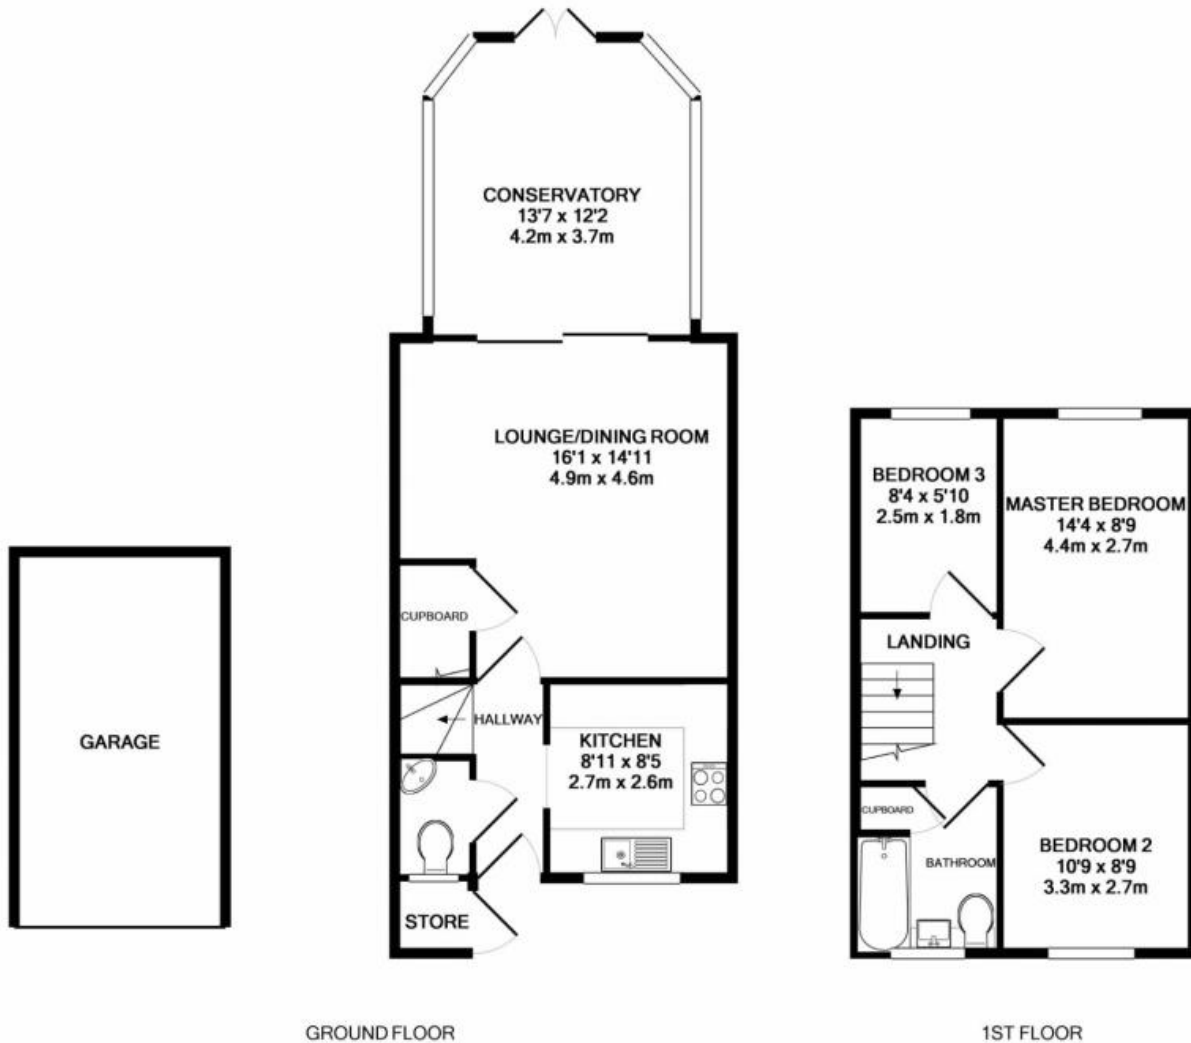 CONSERVATORY
13'7 x 12'2
4.2m x 3.7m
LOUNGE/DINING ROOM
16'1 x 14'11
4.9m x 4.6m
CUPBOARD
HALLWAY
KITCHEN
8'11 x 8'5
2.7m x 2.6m
STORE
GARAGE
GROUND FLOOR
BEDROOM 3
8'4 x 5'10
2.5m x 1.8m
MASTER BEDROOM
14'4 x 8'9
4.4m x 2.7m
LANDING
CUPBOARD
BATHROOM
BEDROOM 2
10'9 x 8'9
3.3m x 2.7m
1ST FLOOR